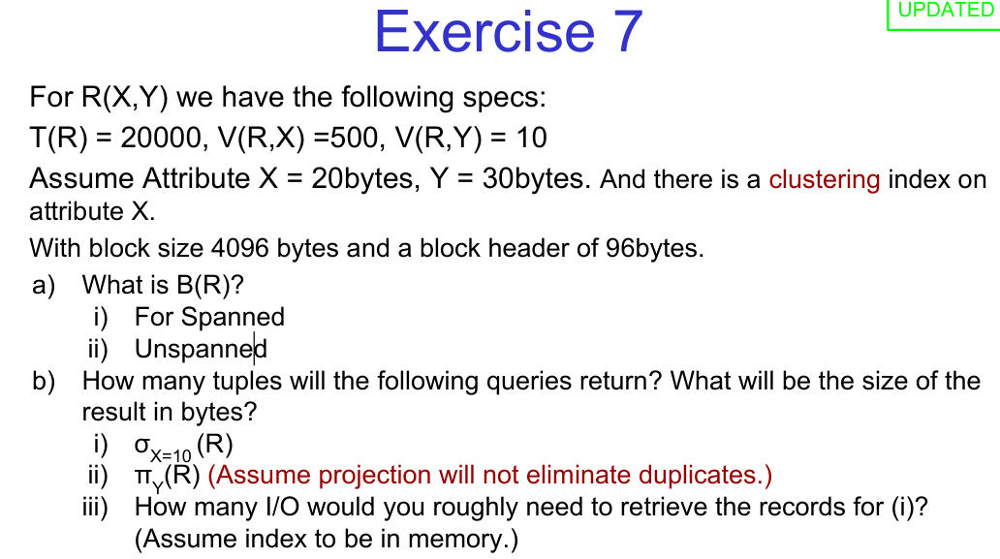 UPDATED
Exercise 7
For R(X,Y) we have the following specs:
T(R) = 20000, V(R,X) =500, V(R,Y) = 10
Assume Attribute X = 20bytes, Y = 30bytes. And there is a clustering index on
attribute X.
With block size 4096 bytes and a block header of 96bytes.
a) What is B(R)?
i) For Spanned
ii) Unspanned
b) How many tuples will the following queries return? What will be the size of the
result in bytes?
i) σX=10 (R)
ii) πY(R) (Assume projection will not eliminate duplicates.)
iii) How many I/O would you roughly need to retrieve the records for (i)?
(Assume index to be in memory.)